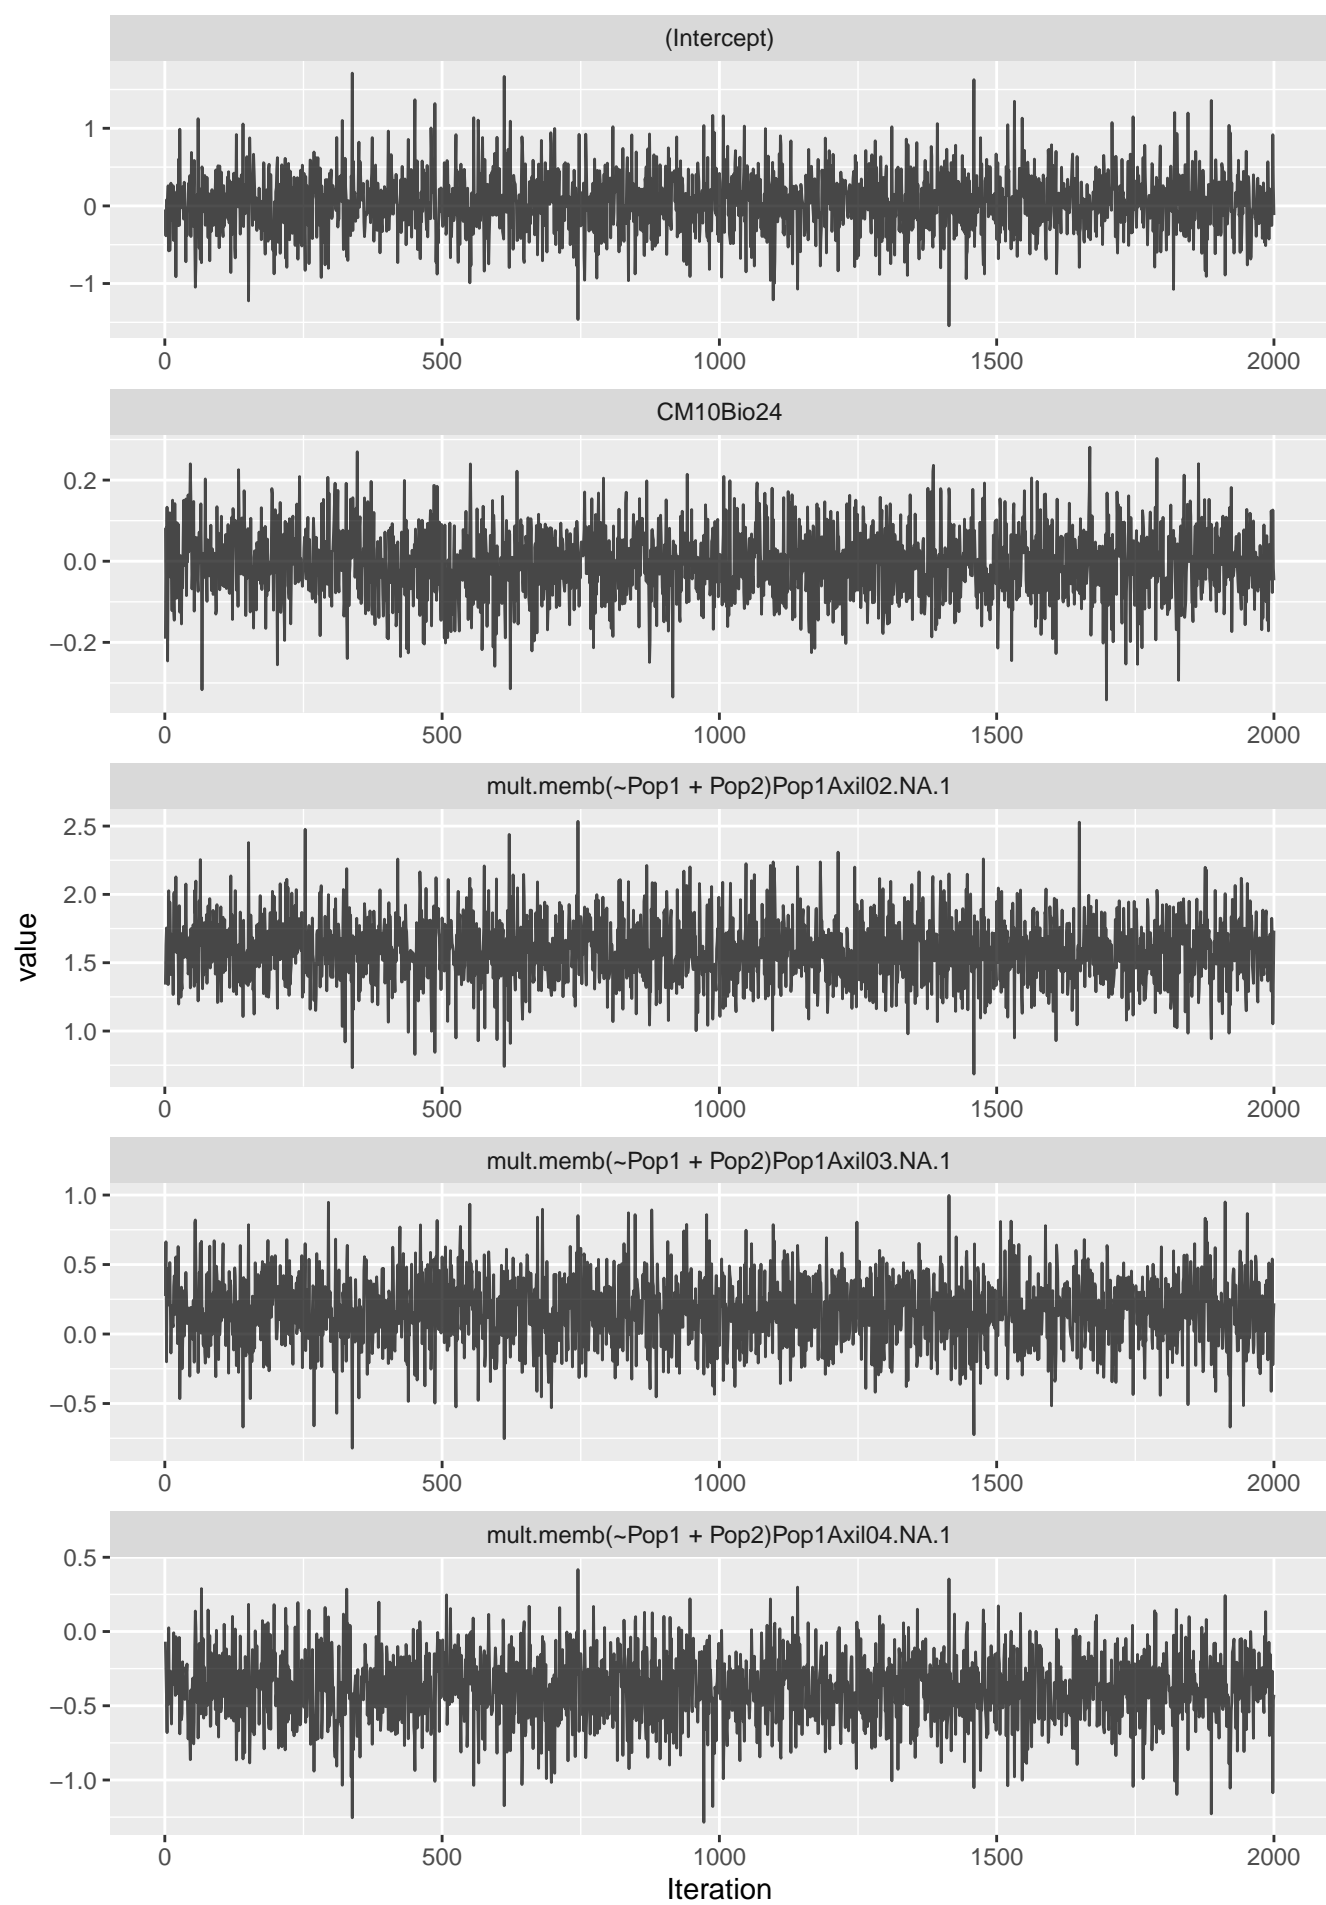 (Intercept)
1
0
−1
0 500 1000 1500 2000
CM10Bio24
0.2
0.0
−0.2
0 500 1000 1500 2000
mult.memb(~Pop1 + Pop2)Pop1Axil02.NA.1
2.5
2.0
1.5
1.0
0 500 1000 1500 2000
value
mult.memb(~Pop1 + Pop2)Pop1Axil03.NA.1
1.0
0.5
0.0
−0.5
0 500 1000 1500 2000
mult.memb(~Pop1 + Pop2)Pop1Axil04.NA.1
0.5
0.0
−0.5
−1.0
0 500 1000 1500 2000
Iteration